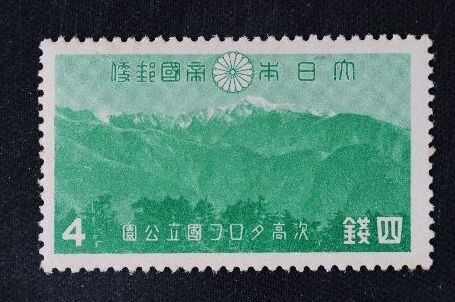 大日本帝國郵便
次高タロコ國立公園
四錢
4